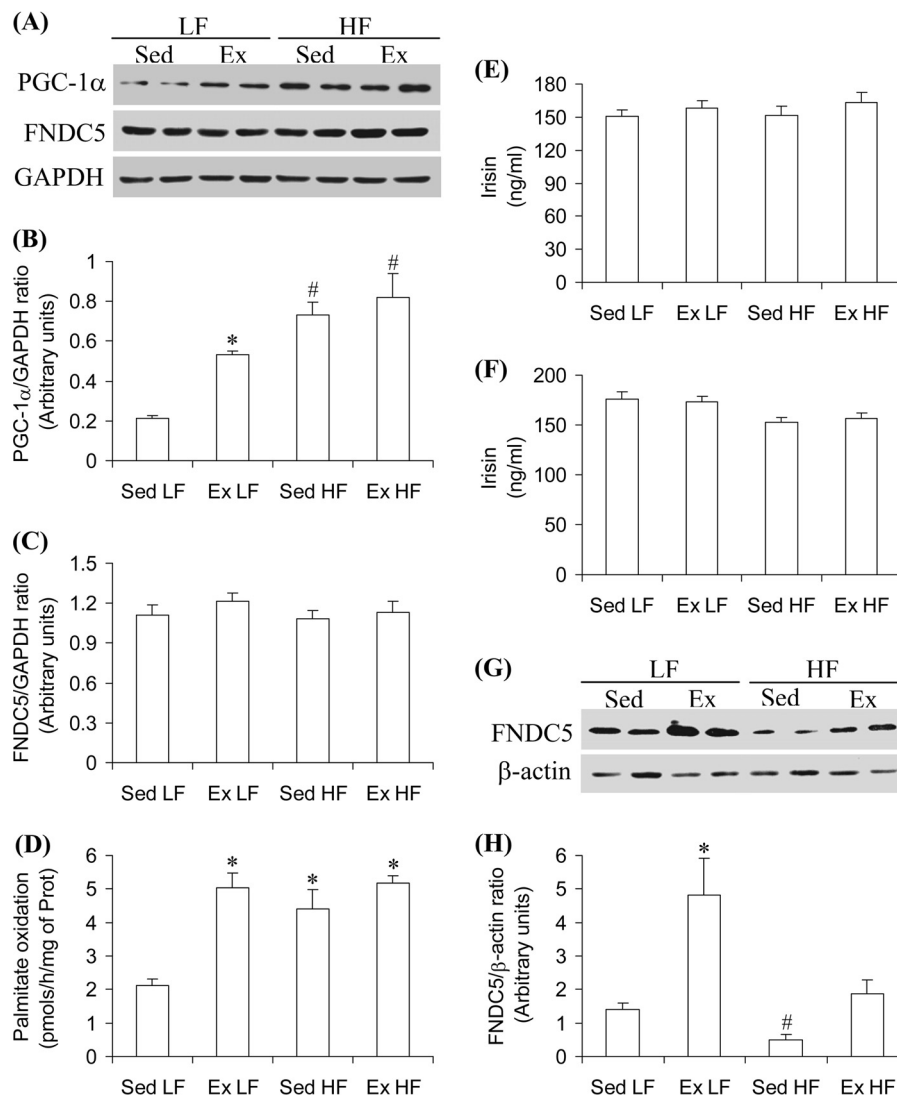 (A)
LF HF
Sed Ex Sed Ex
PGC-1α
FNDC5
GAPDH
(B)
PGC-1α/GAPDH ratio
(Arbitrary units)
1
0.8
0.6
0.4
0.2
0
* # #
Sed LF Ex LF Sed HF Ex HF
(C)
FNDC5/GAPDH ratio
(Arbitrary units)
1.5
1.2
0.9
0.6
0.3
0
Sed LF Ex LF Sed HF Ex HF
(D)
Palmitate oxidation
(pmols/h/mg of Prot)
6
5
4
3
2
1
0
* * *
Sed LF Ex LF Sed HF Ex HF
(E)
Irisin
(ng/ml)
180
150
120
90
60
30
0
Sed LF Ex LF Sed HF Ex HF
(F)
Irisin
(ng/ml)
200
150
100
50
0
Sed LF Ex LF Sed HF Ex HF
(G)
LF HF
Sed Ex Sed Ex
FNDC5
β-actin
(H)
FNDC5/β-actin ratio
(Arbitrary units)
6
5
4
3
2
1
0
* #
Sed LF Ex LF Sed HF Ex HF